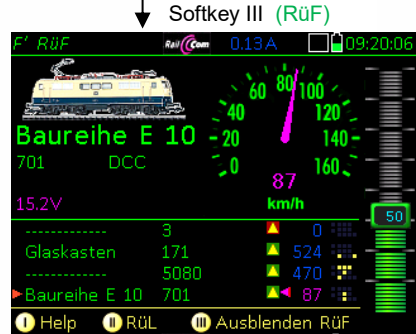 Softkey III (RüF)
F' RüF RailCom 0.13A 09:20:06
60 80 100
40 120
20 140
0 160
Baureihe E 10
701 DCC
87
km/h
15.2V
50
------------- 3 0
Glaskasten 171 524
------------- 5080 470
Baureihe E 10 701 87
I Help II RüL III Ausblenden RüF